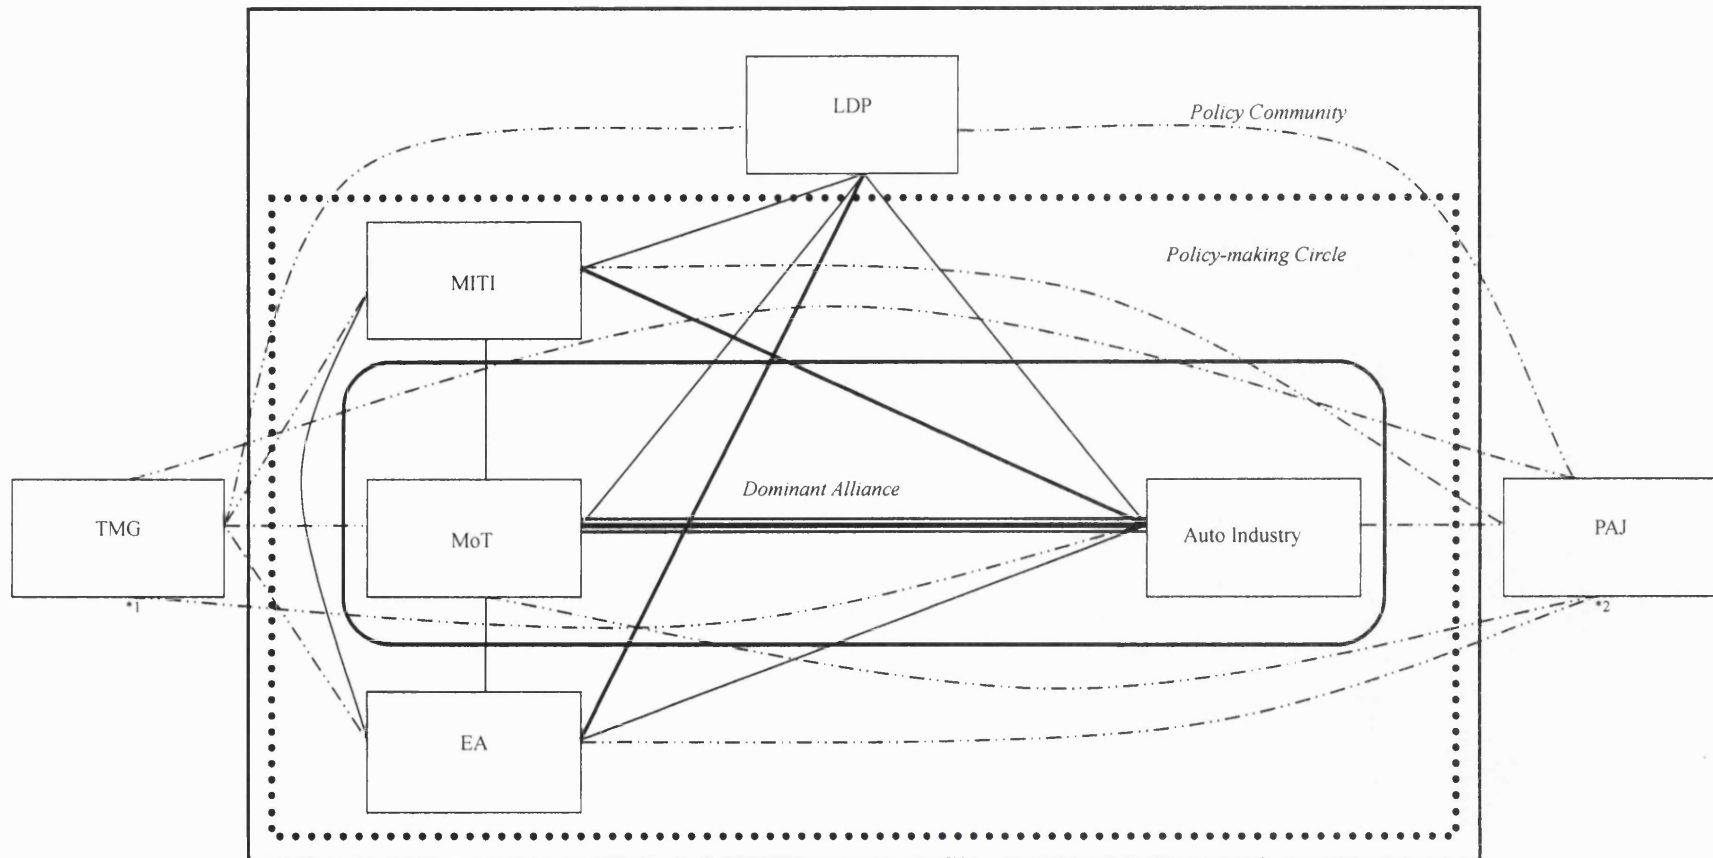 LDP
Policy Community
MITI
Policy-making Circle
Dominant Alliance
TMG
MoT
Auto Industry
PAJ
*1
*2
EA